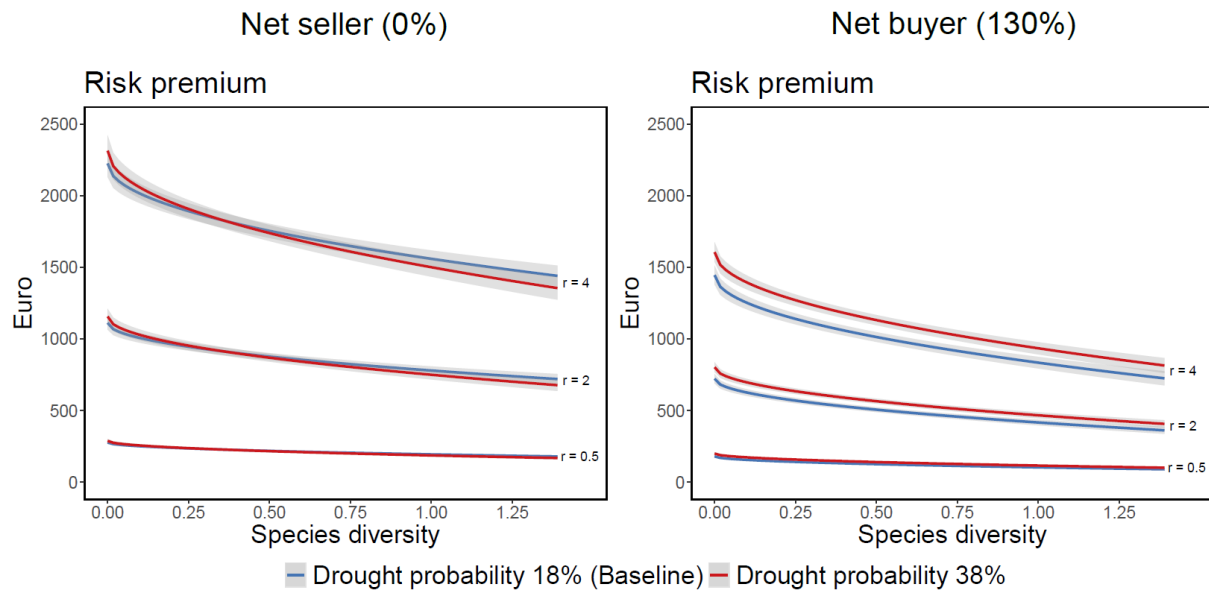 Net seller (0%)
Net buyer (130%)
Risk premium
Euro
2500
2000
1500
1000
500
0
r = 4
r = 2
r = 0.5
0.00 0.25 0.50 0.75 1.00 1.25
Species diversity
Risk premium
Euro
2500
2000
1500
1000
500
0
r = 4
r = 2
r = 0.5
0.00 0.25 0.50 0.75 1.00 1.25
Species diversity
Drought probability 18% (Baseline) Drought probability 38%